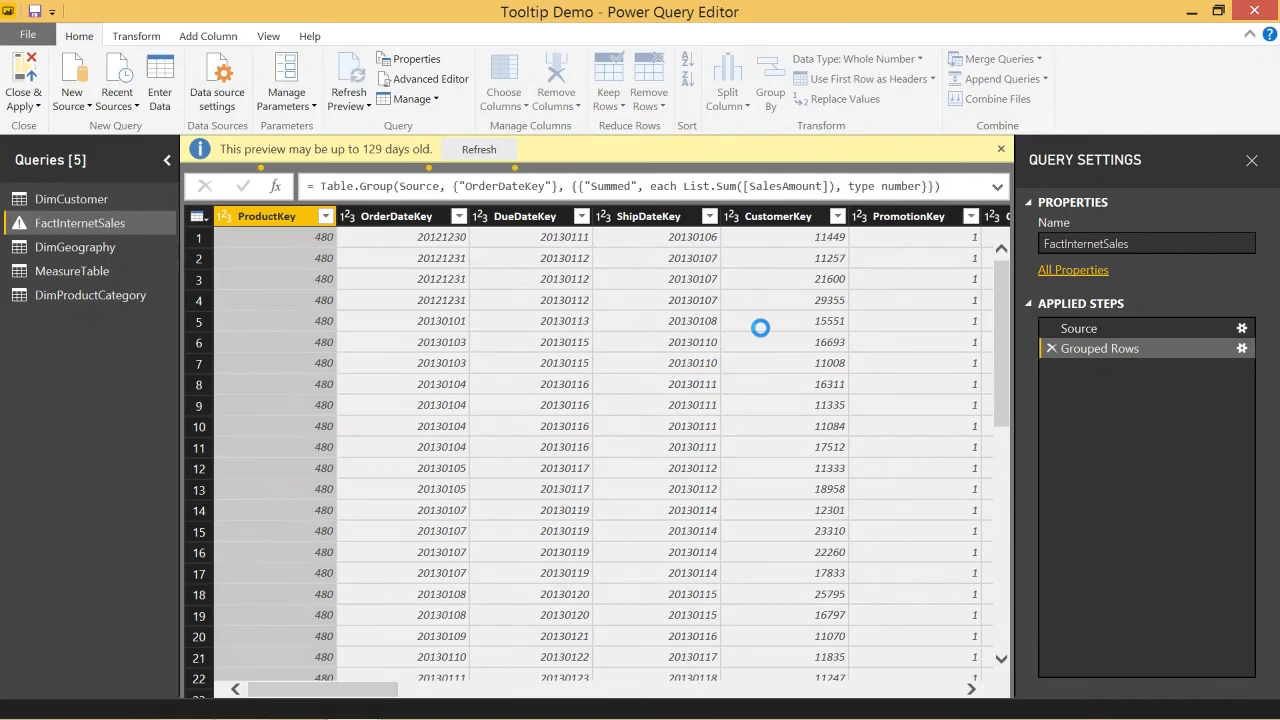 Tooltip Demo - Power Query Editor
File Home Transform Add Column View Help
Close & Apply New Source Recent Sources Enter Data Data source settings Manage Parameters Refresh Preview Properties Advanced Editor Manage Choose Columns Remove Columns Keep Rows Remove Rows Split Column Group By Data Type: Whole Number Use First Row as Headers Replace Values Merge Queries Append Queries Combine Files
Close New Query Data Sources Parameters Query Manage Columns Reduce Rows Sort Transform Combine
Queries [5]
DimCustomer
FactInternetSales
DimGeography
MeasureTable
DimProductCategory
This preview may be up to 129 days old. Refresh
fx = Table.Group(Source, {"OrderDateKey"}, {{"Summed", each List.Sum([SalesAmount]), type number}})
ProductKey OrderDateKey DueDateKey ShipDateKey CustomerKey PromotionKey
1 480 20121230 20130111 20130106 11449 1
2 480 20121231 20130112 20130107 11257 1
3 480 20121231 20130112 20130107 21600 1
4 480 20121231 20130112 20130107 29355 1
5 480 20130101 20130113 20130108 15551 1
6 480 20130103 20130115 20130110 16693 1
7 480 20130103 20130115 20130110 11008 1
8 480 20130104 20130116 20130111 16311 1
9 480 20130104 20130116 20130111 11335 1
10 480 20130104 20130116 20130111 11084 1
11 480 20130104 20130116 20130111 17512 1
12 480 20130105 20130117 20130112 11333 1
13 480 20130105 20130117 20130112 18958 1
14 480 20130107 20130119 20130114 12301 1
15 480 20130107 20130119 20130114 23310 1
16 480 20130107 20130119 20130114 22260 1
17 480 20130107 20130119 20130114 17833 1
18 480 20130108 20130120 20130115 25795 1
19 480 20130108 20130120 20130115 16797 1
20 480 20130109 20130121 20130116 11070 1
21 480 20130110 20130122 20130117 11835 1
22 480 20130111 20130123 20130118 11247 1
QUERY SETTINGS
PROPERTIES
Name
FactInternetSales
All Properties
APPLIED STEPS
Source
Grouped Rows